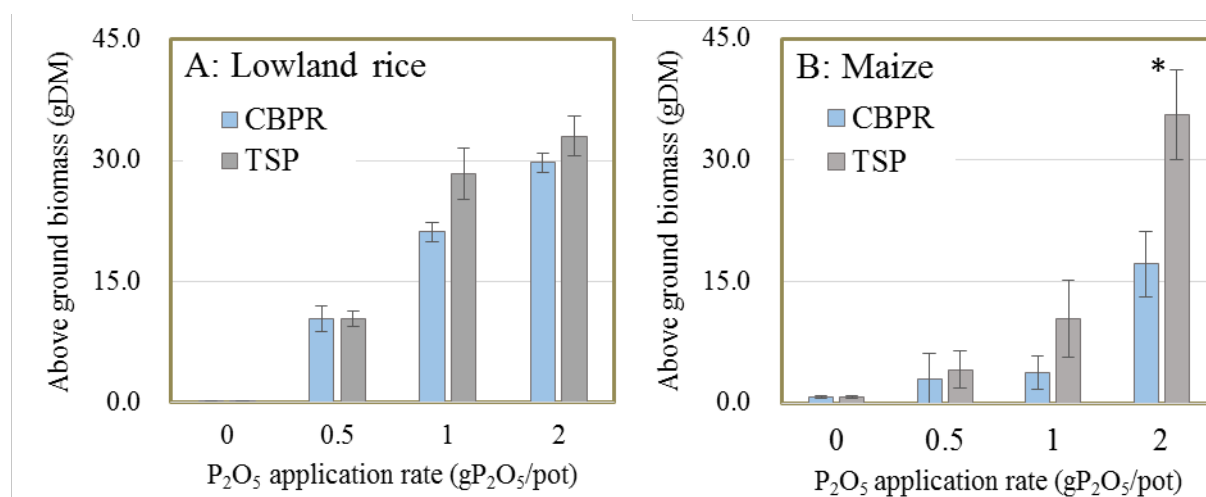 45.0
30.0
15.0
0.0
Above ground biomass (gDM)
A: Lowland rice
CBPR
TSP
0 0.5 1 2
P₂O₅ application rate (gP₂O₅/pot)
45.0
30.0
15.0
0.0
Above ground biomass (gDM)
B: Maize
*
CBPR
TSP
0 0.5 1 2
P₂O₅ application rate (gP₂O₅/pot)